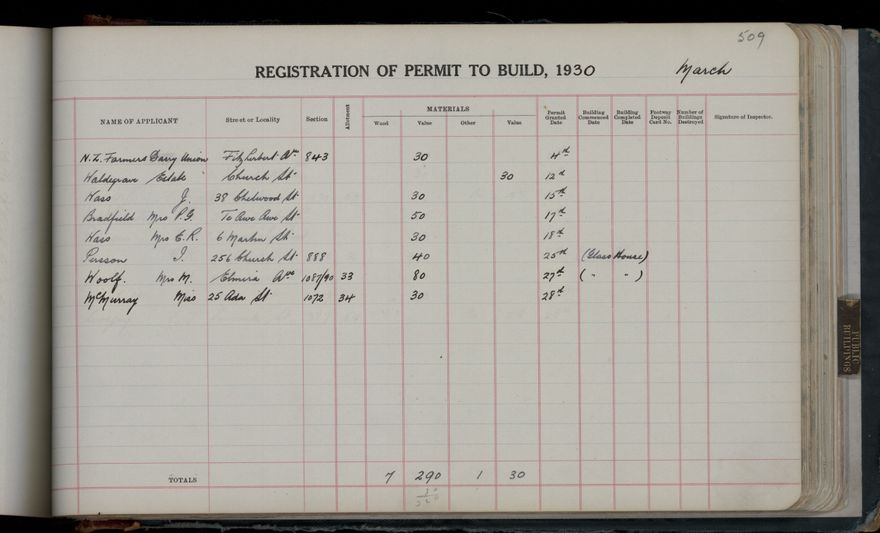 509
REGISTRATION OF PERMIT TO BUILD, 1930 March
NAME OF APPLICANT Street or Locality Section Allotment MATERIALS Wood Value Other Value Permit Granted Date Building Commenced Date Building Completed Date Footway Deposit Card No. Number of Buildings Destroyed Signature of Inspector.
N.Z. Farmers Dairy Union Fitzherbert Ave 843 30 4th
Waldegrave Estate Church St 30 12th
Hass J. 38 Chelwood St 30 15th
Bradfield Mrs P.G. Te Awe Awe St 50 17th
Hass Mrs E.R. 6 Martin St 30 18th
Persson I. 256 Church St 888 40 25th (Glass House)
Woolf. Mrs M. Elmira Ave 1087/90 33 80 27th ( " " )
McMurray Miss 25 Ada St 1072 34 30 28th
TOTALS 7 290 1 30
PUBLIC BUILDINGS